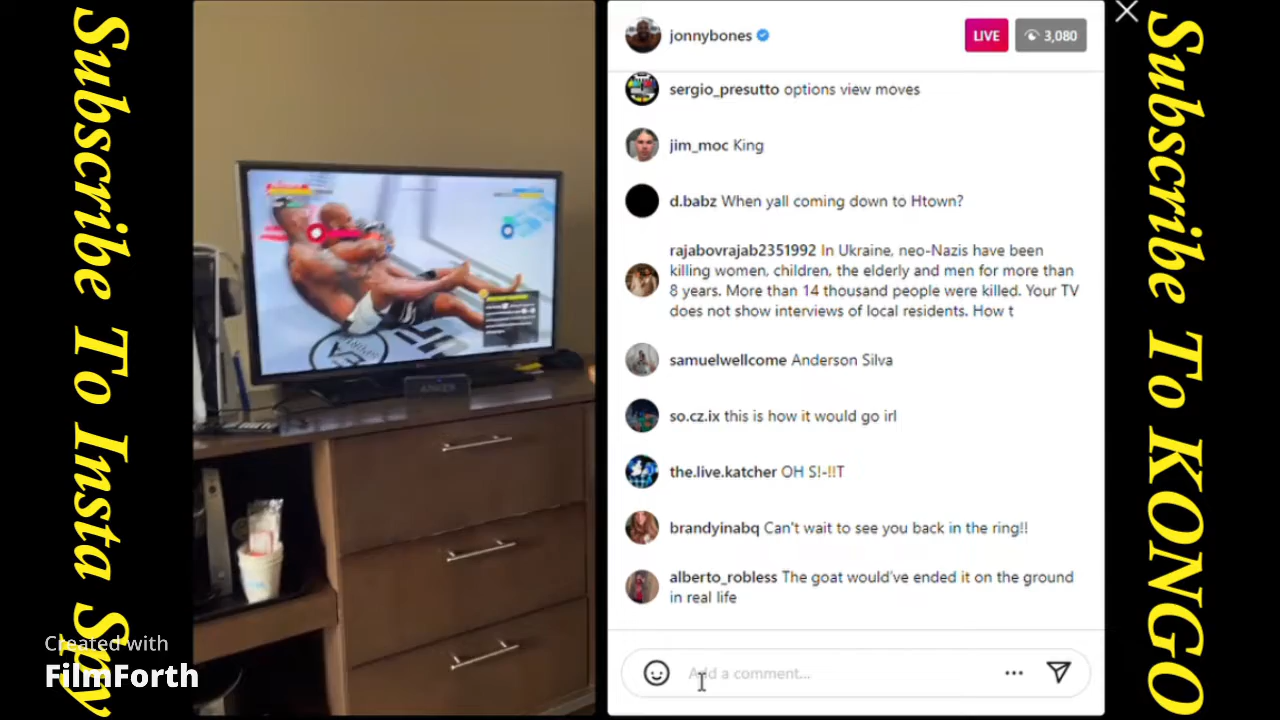 Subscribe To Insta Spy
jonnybones
LIVE
3,080
sergio_presutto options view moves
jim_moc King
d.babz When yall coming down to Htown?
rajabovrajab2351992 In Ukraine, neo-Nazis have been
killing women, children, the elderly and men for more than
8 years. More than 14 thousand people were killed. Your TV
does not show interviews of local residents. How t
samuelwellcome Anderson Silva
so.cz.ix this is how it would go irl
the.live.katcher OH S!-!!T
brandyinabq Can't wait to see you back in the ring!!
alberto_robless The goat would've ended it on the ground
in real life
Add a comment...
Subscribe To KONGO
Created with
FilmForth
ANKER